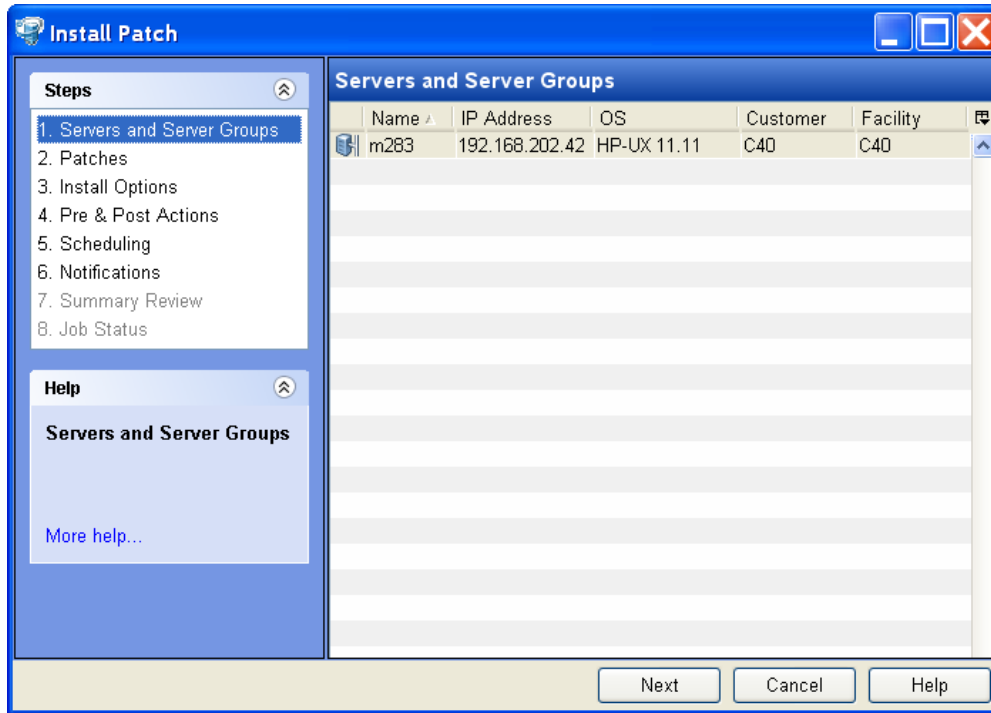 Install Patch
Steps
1. Servers and Server Groups
2. Patches
3. Install Options
4. Pre & Post Actions
5. Scheduling
6. Notifications
7. Summary Review
8. Job Status
Help
Servers and Server Groups
More help...
Servers and Server Groups
Name IP Address OS Customer Facility
m283 192.168.202.42 HP-UX 11.11 C40 C40
Next Cancel Help